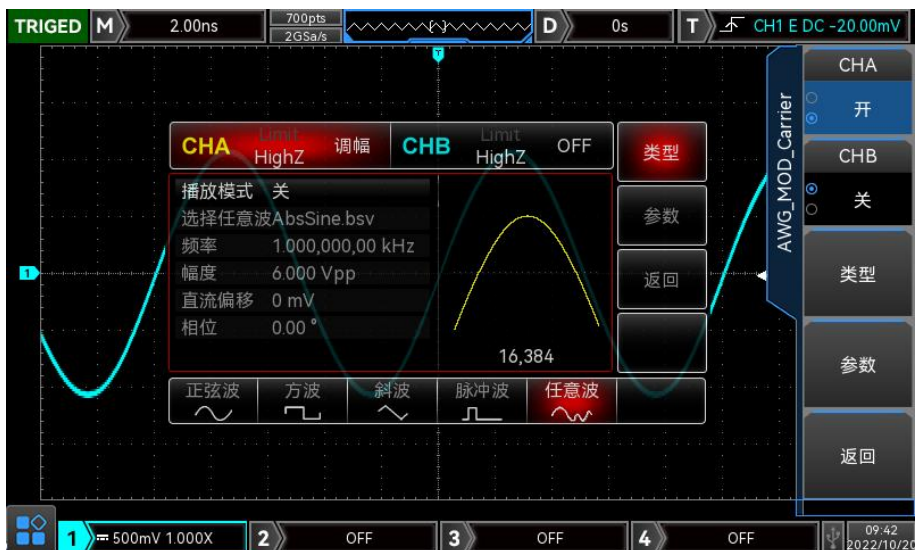 TRIGED M 2.00ns 700pts D 0s T CH1 E DC -20.00mV
2GSa/s
CHA
开
CHB
关
类型
参数
返回
AWG_MOD_Carrier
T
CHA Limit HighZ 调幅 CHB Limit HighZ OFF
类型
参数
返回
播放模式 关
选择任意波AbsSine.bsv
频率 1.000,000,00 kHz
幅度 6.000 Vpp
直流偏移 0 mV
相位 0.00 °
16,384
正弦波 方波 斜波 脉冲波 任意波
1
1 500mV 1.000X 2 OFF 3 OFF 4 OFF 09:42
2022/10/20